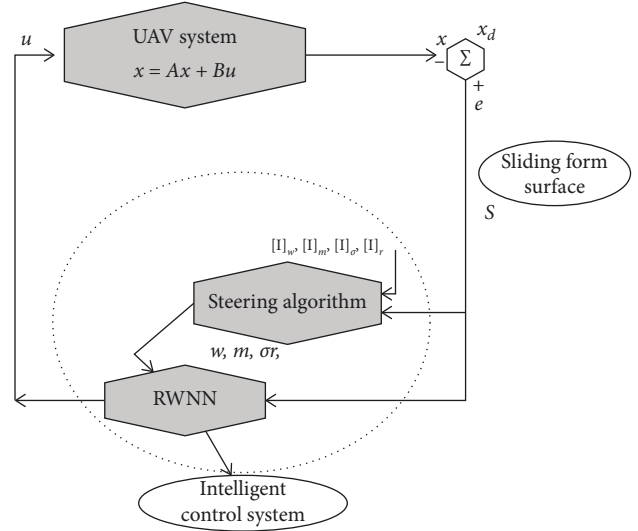 u
UAV system
x = Ax + Bu
x
x_d
−
Σ
+
e
Sliding form
surface
S
[I]_w, [I]_m, [I]_σ, [I]_r
Steering algorithm
w, m, σr,
RWNN
Intelligent
control system